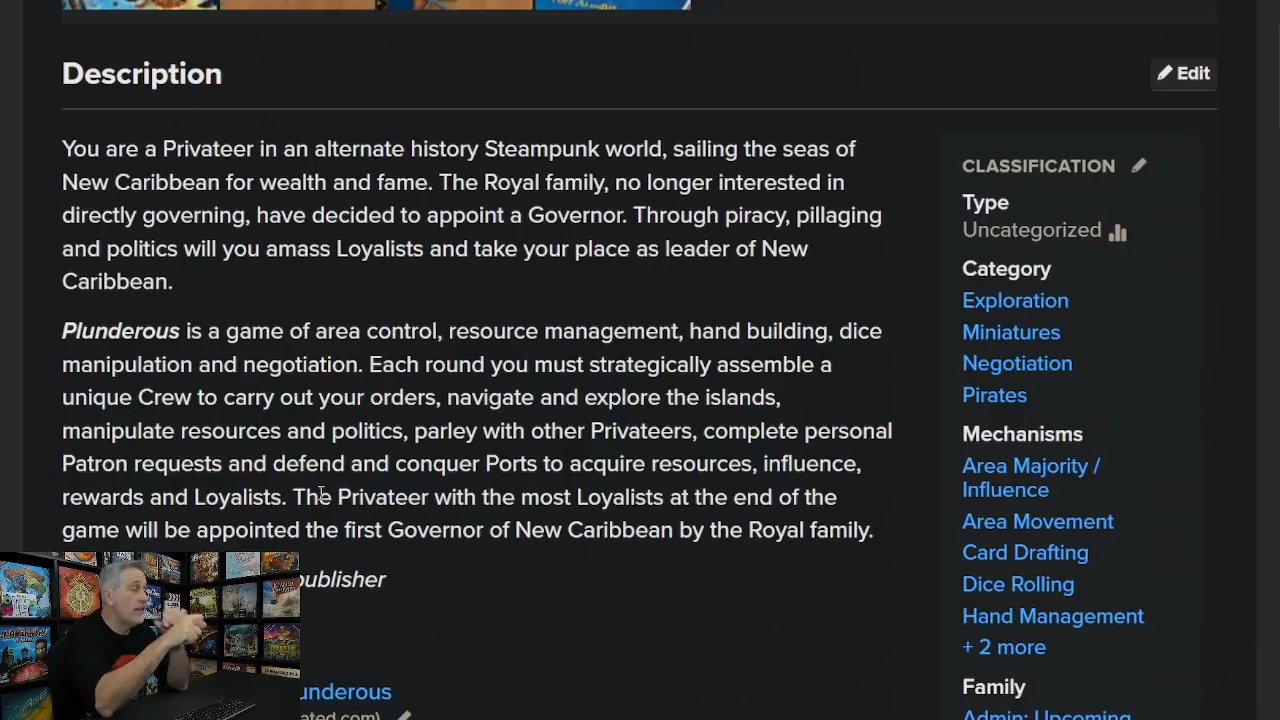 Description
Edit
You are a Privateer in an alternate history Steampunk world, sailing the seas of
New Caribbean for wealth and fame. The Royal family, no longer interested in
directly governing, have decided to appoint a Governor. Through piracy, pillaging
and politics will you amass Loyalists and take your place as leader of New
Caribbean.
Plunderous is a game of area control, resource management, hand building, dice
manipulation and negotiation. Each round you must strategically assemble a
unique Crew to carry out your orders, navigate and explore the islands,
manipulate resources and politics, parley with other Privateers, complete personal
Patron requests and defend and conquer Ports to acquire resources, influence,
rewards and Loyalists. The Privateer with the most Loyalists at the end of the
game will be appointed the first Governor of New Caribbean by the Royal family.
publisher
underous
ated.com)
CLASSIFICATION
Type
Uncategorized
Category
Exploration
Miniatures
Negotiation
Pirates
Mechanisms
Area Majority /
Influence
Area Movement
Card Drafting
Dice Rolling
Hand Management
+ 2 more
Family
Admin: Upcoming